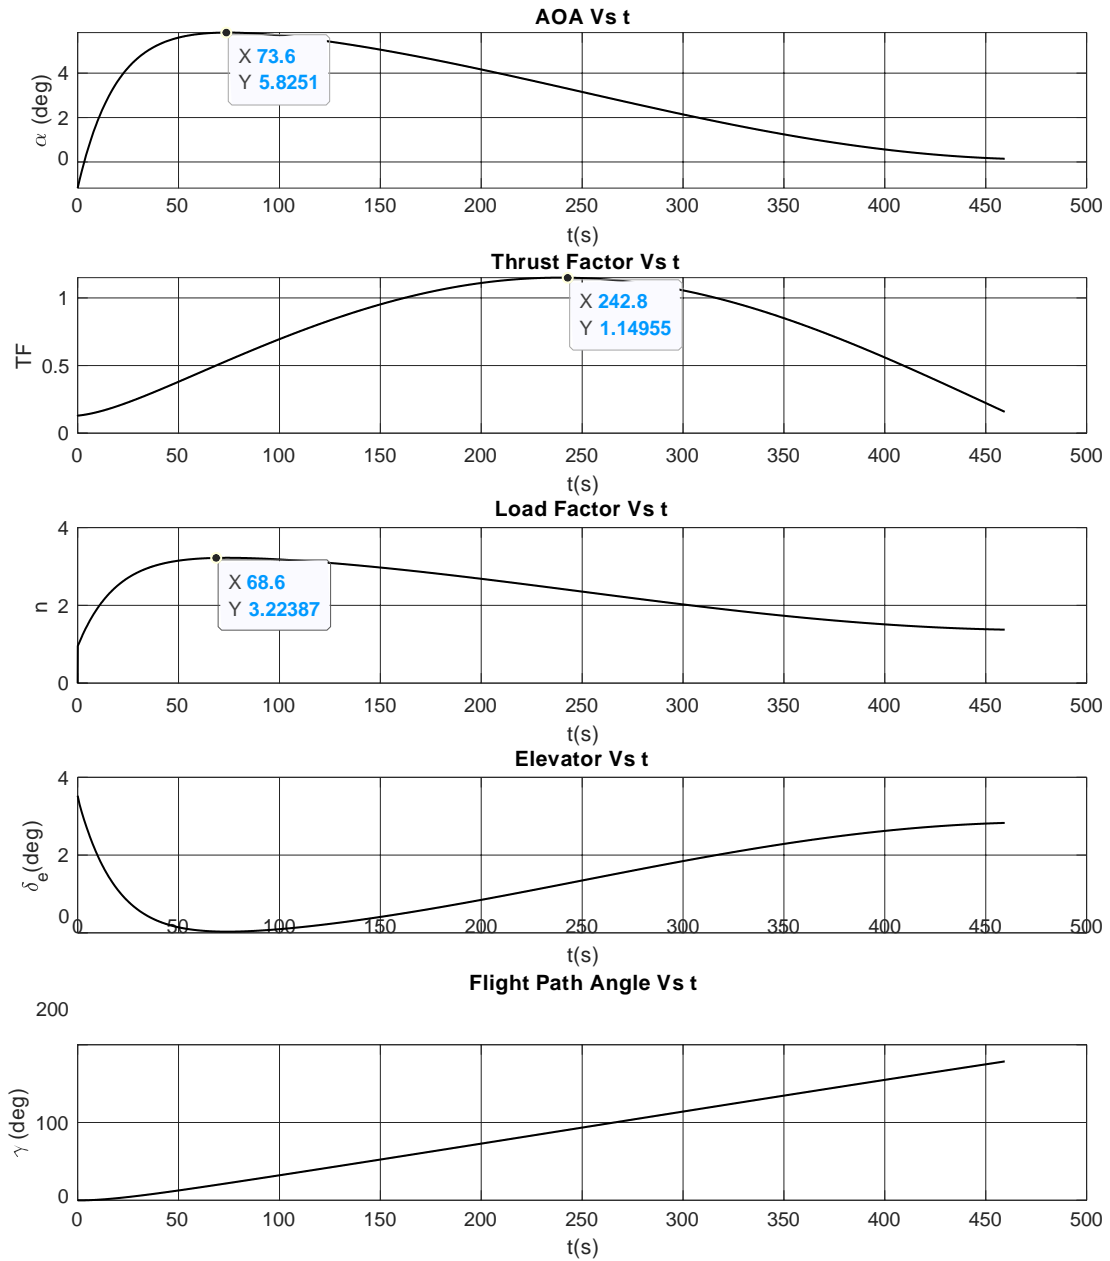 AOA Vs t
4
2
0
α (deg)
X 73.6
Y 5.8251
0 50 100 150 200 250 300 350 400 450 500
t(s)
Thrust Factor Vs t
1
0.5
0
TF
X 242.8
Y 1.14955
0 50 100 150 200 250 300 350 400 450 500
t(s)
Load Factor Vs t
4
2
0
n
X 68.6
Y 3.22387
0 50 100 150 200 250 300 350 400 450 500
t(s)
Elevator Vs t
4
2
0
δe(deg)
0 50 100 150 200 250 300 350 400 450 500
t(s)
Flight Path Angle Vs t
200
100
0
γ (deg)
0 50 100 150 200 250 300 350 400 450 500
t(s)